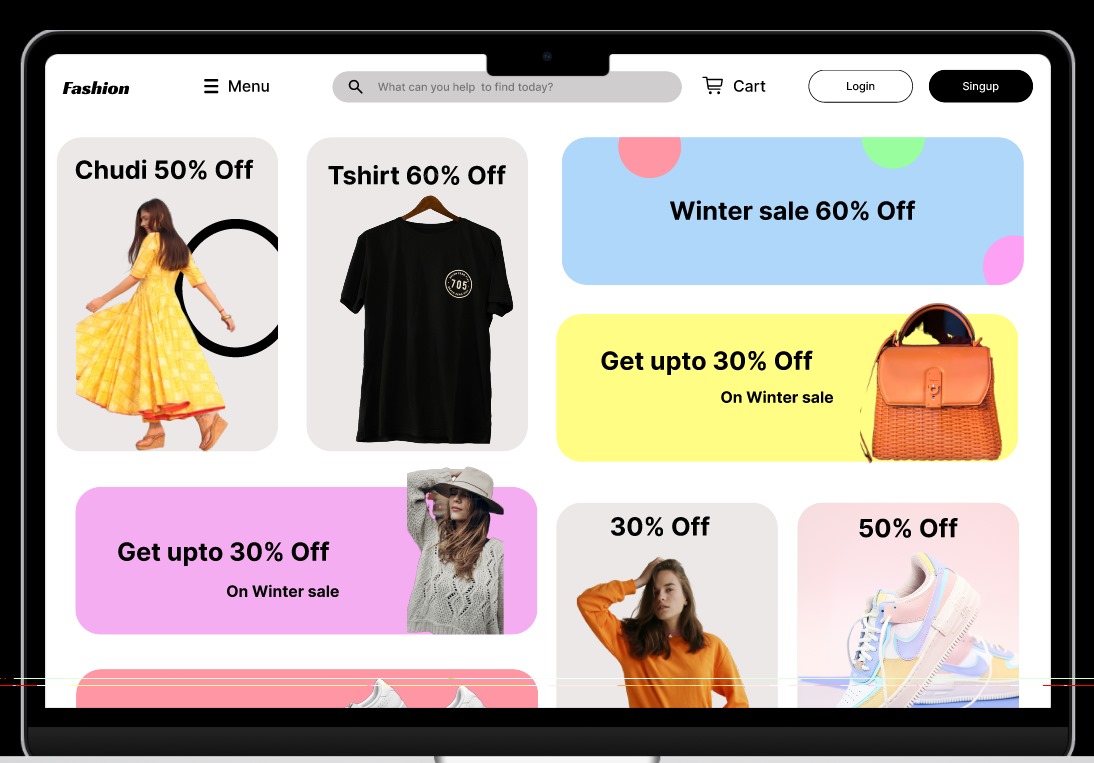 Fashion
Menu
What can you help to find today?
Cart
Login
Singup
Chudi 50% Off
Tshirt 60% Off
705
Winter sale 60% Off
Get upto 30% Off
On Winter sale
Get upto 30% Off
On Winter sale
30% Off
50% Off